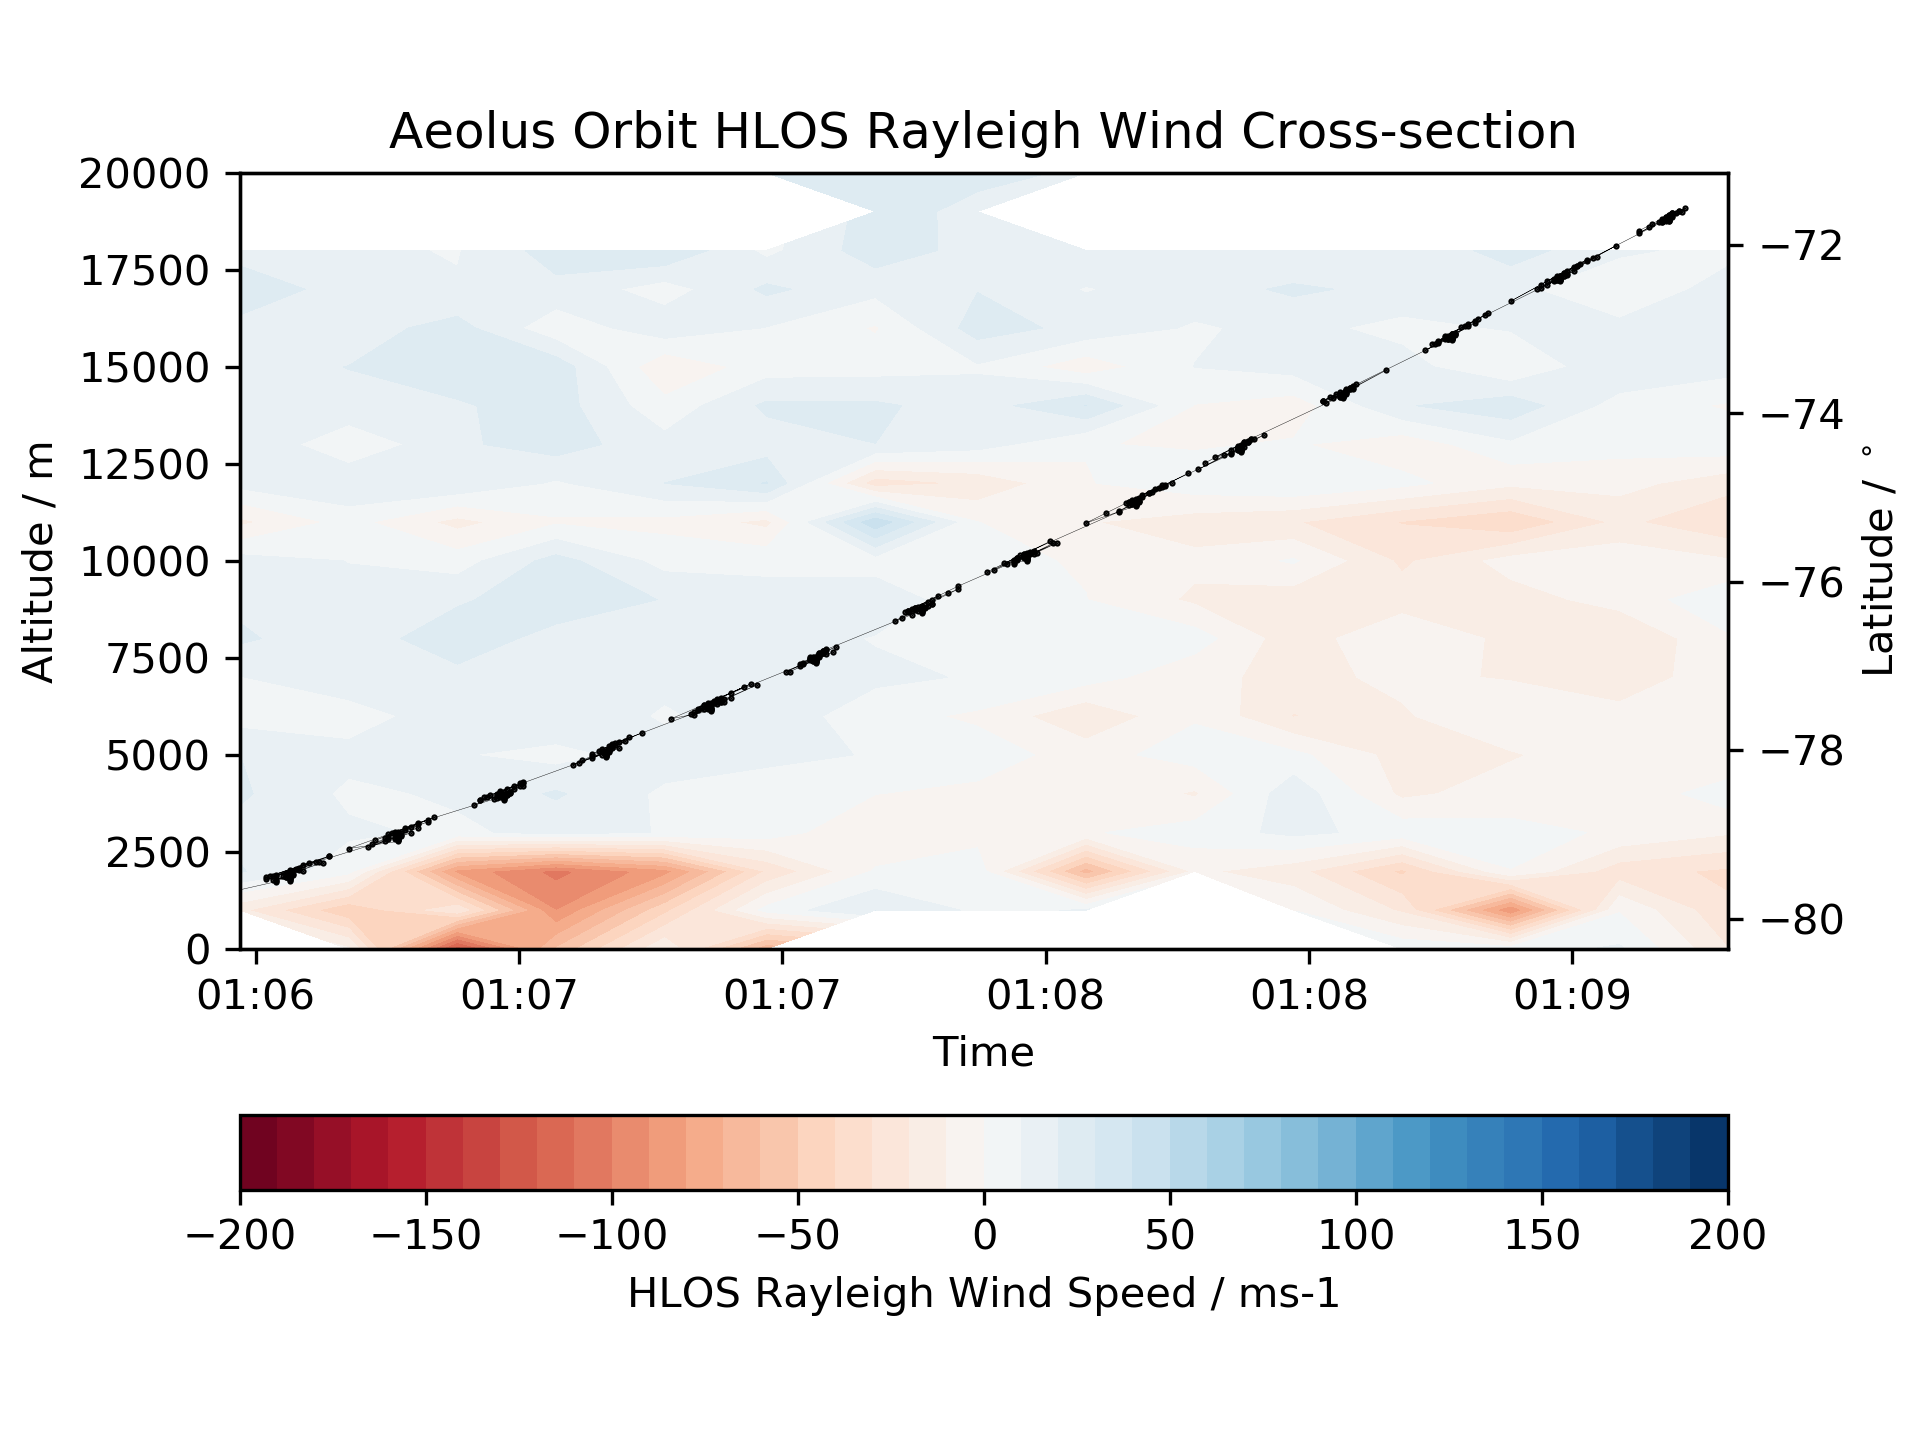 Aeolus Orbit HLOS Rayleigh Wind Cross-section
20000
17500
15000
12500
10000
7500
5000
2500
0
Altitude / m
−72
−74
−76
−78
−80
Latitude / °
01:06 01:07 01:07 01:08 01:08 01:09
Time
−200 −150 −100 −50 0 50 100 150 200
HLOS Rayleigh Wind Speed / ms-1